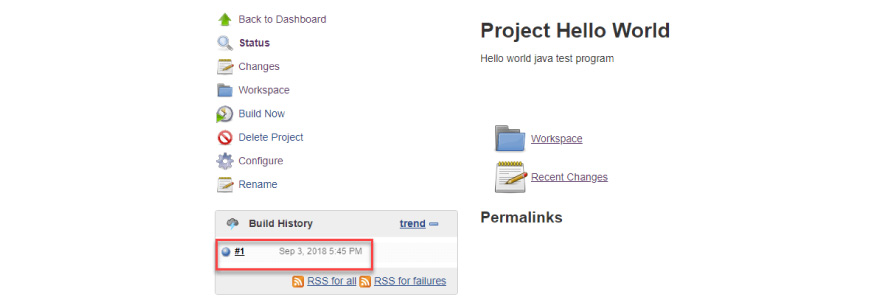 Back to Dashboard
Status
Changes
Workspace
Build Now
Delete Project
Configure
Rename
Build History trend
#1 Sep 3, 2018 5:45 PM
RSS for all RSS for failures
Project Hello World
Hello world java test program
Workspace
Recent Changes
Permalinks